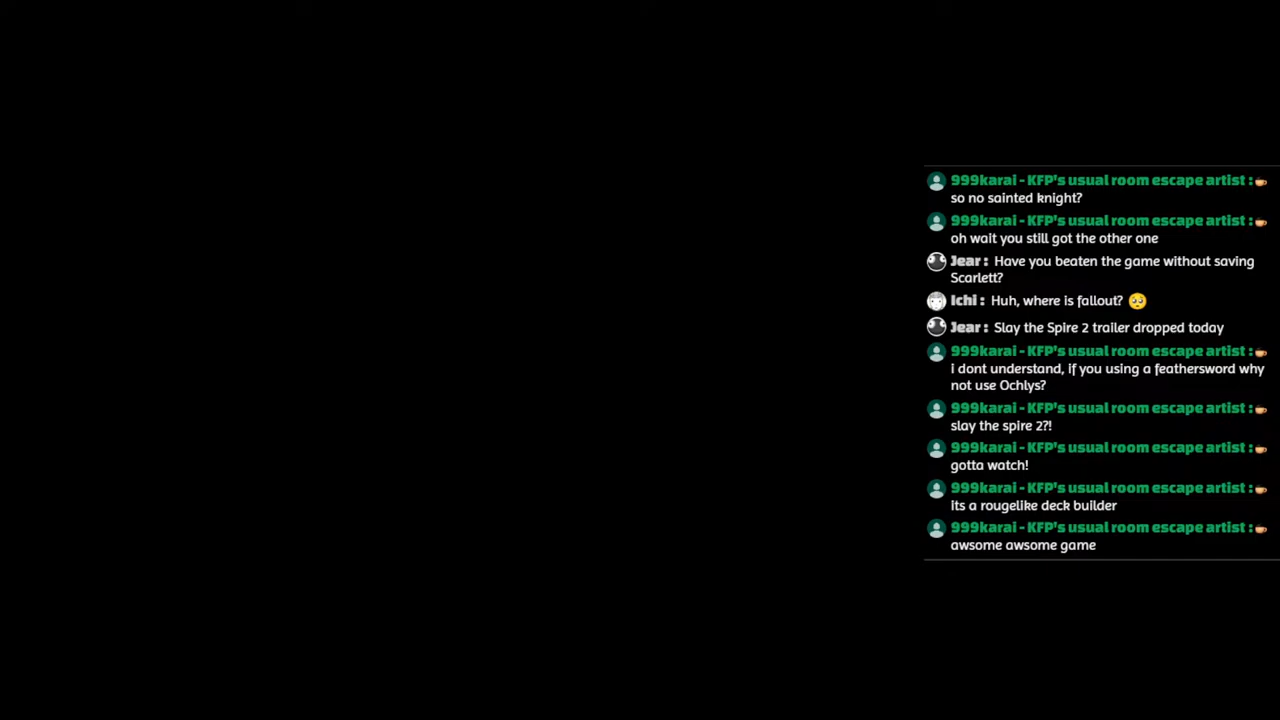 999karai - KFP's usual room escape artist :
so no sainted knight?
999karai - KFP's usual room escape artist :
oh wait you still got the other one
Jear : Have you beaten the game without saving
Scarlett?
Ichi : Huh, where is fallout? 🥺
Jear : Slay the Spire 2 trailer dropped today
999karai - KFP's usual room escape artist :
i dont understand, if you using a feathersword why
not use Ochlys?
999karai - KFP's usual room escape artist :
slay the spire 2?!
999karai - KFP's usual room escape artist :
gotta watch!
999karai - KFP's usual room escape artist :
its a rougelike deck builder
999karai - KFP's usual room escape artist :
awsome awsome game